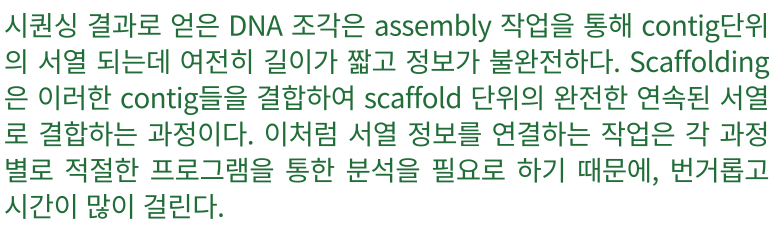 시퀀싱 결과로 얻은 DNA 조각은 assembly 작업을 통해 contig단위
의 서열 되는데 여전히 길이가 짧고 정보가 불완전하다. Scaffolding
은 이러한 contig들을 결합하여 scaffold 단위의 완전한 연속된 서열
로 결합하는 과정이다. 이처럼 서열 정보를 연결하는 작업은 각 과정
별로 적절한 프로그램을 통한 분석을 필요로 하기 때문에, 번거롭고
시간이 많이 걸린다.